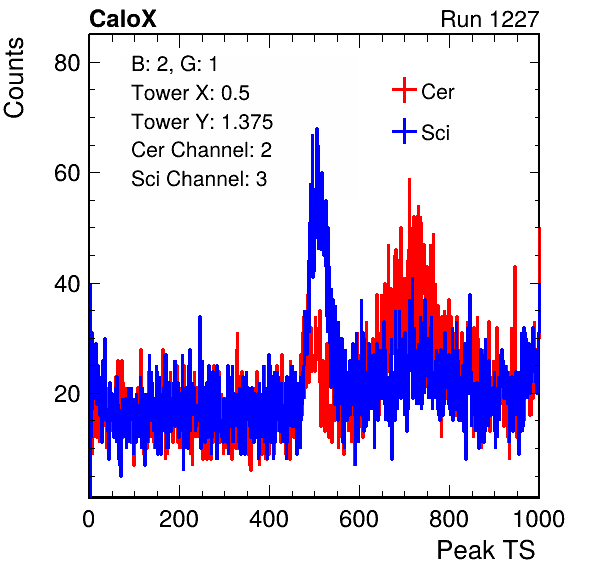 CaloX Run 1227
Counts
B: 2, G: 1
Tower X: 0.5
Tower Y: 1.375
Cer Channel: 2
Sci Channel: 3
Cer
Sci
80
60
40
20
0 200 400 600 800 1000
Peak TS